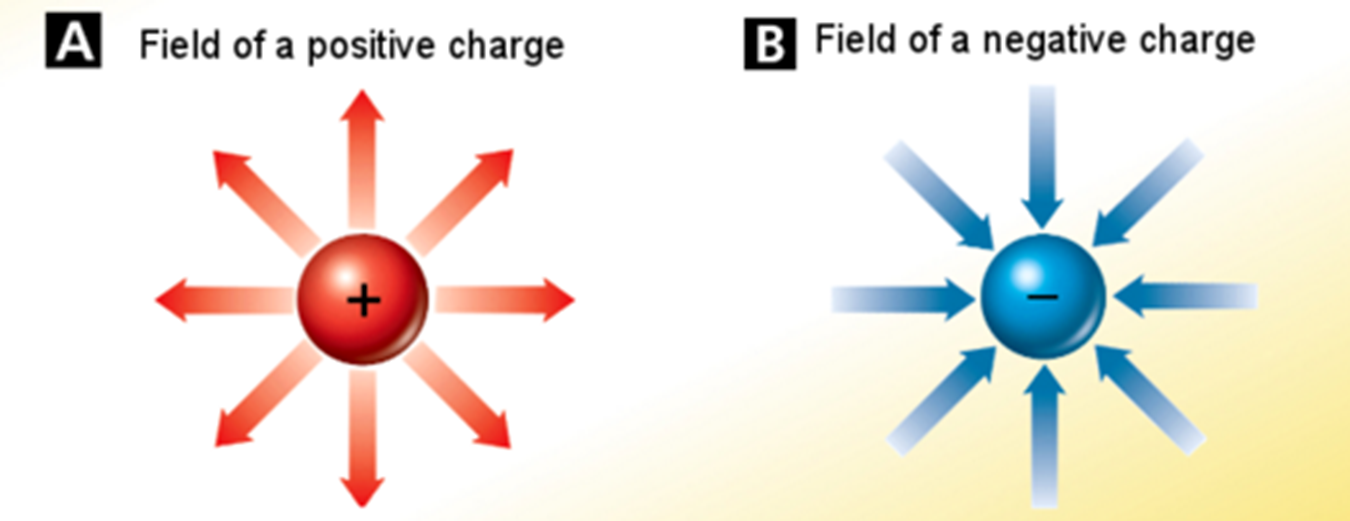 A Field of a positive charge
B Field of a negative charge
+
−